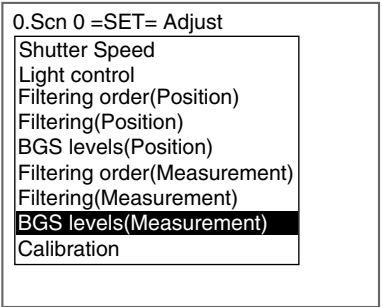 0.Scn 0 =SET= Adjust
Shutter Speed
Light control
Filtering order(Position)
Filtering(Position)
BGS levels(Position)
Filtering order(Measurement)
Filtering(Measurement)
BGS levels(Measurement)
Calibration